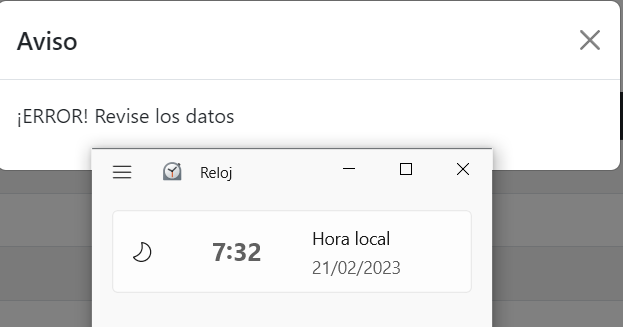 Aviso
¡ERROR! Revise los datos
Reloj
7:32
Hora local
21/02/2023